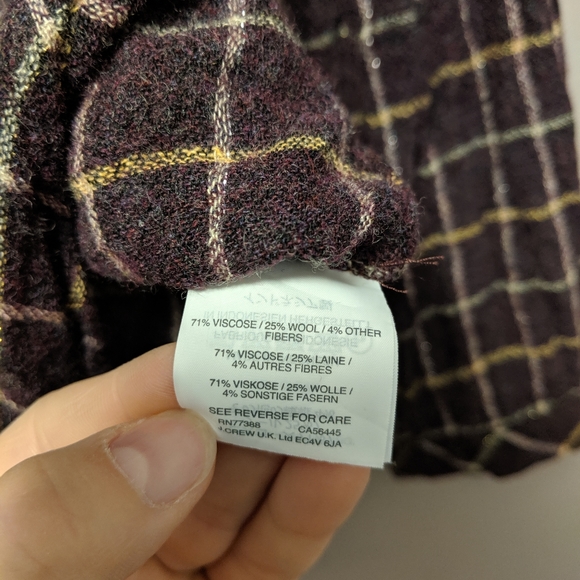 71% VISCOSE / 25% WOOL / 4% OTHER
FIBERS
71% VISCOSE / 25% LAINE /
4% AUTRES FIBRES
71% VISKOSE / 25% WOLLE /
4% SONSTIGE FASERN
SEE REVERSE FOR CARE
RN77388 CA56445
CREW U.K. Ltd EC4V 6JA